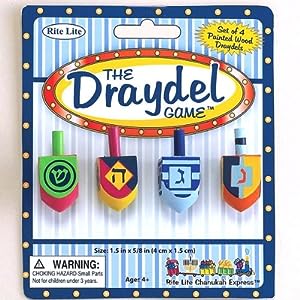 Rite Lite
Set of 4
Painted Wood
Draydels
THE
Draydel
GAME™
ש
ה
ג
נ
Size: 1.5 in x 5/8 in (4 cm x 1.5 cm)
WARNING:
CHOKING HAZARD-Small Parts
Not for children under 3 years.
Age: 4+
Rite Lite Chanukah Express™